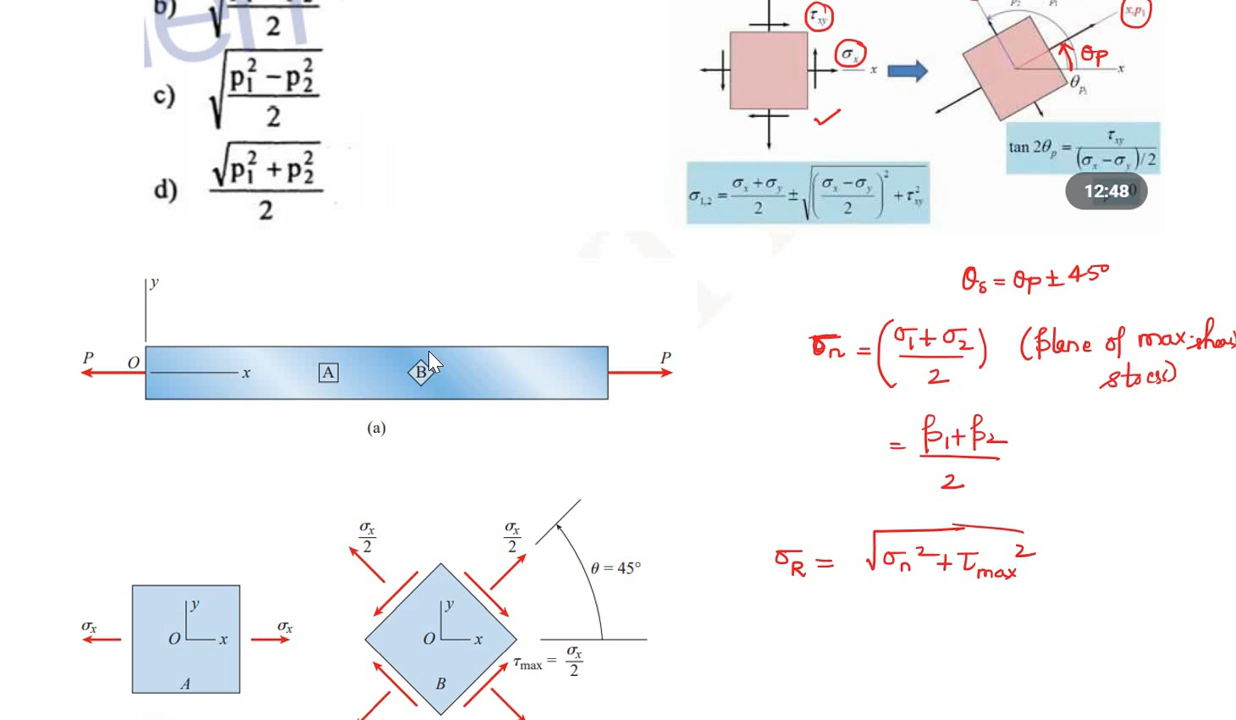 b)
2
c) √((p₁² − p₂²)/2)
d) √(p₁² + p₂²)/2
τxy
σx
x
x,p₁
θp
x
θp₁
tan 2θp = τxy/((σx − σy)/2)
12:48
σ1,2 = (σx + σy)/2 ± √(((σx − σy)/2)² + τxy²)
θs = θp ± 45°
σn = ((σ₁ + σ₂)/2) (plane of max. shear
stress)
= (p₁ + p₂)/2
σR = √(σn² + τmax²)
y
P O x A B P
(a)
σx/2 σx/2
θ = 45°
y y
σx O x σx O x
τmax = σx/2
A B